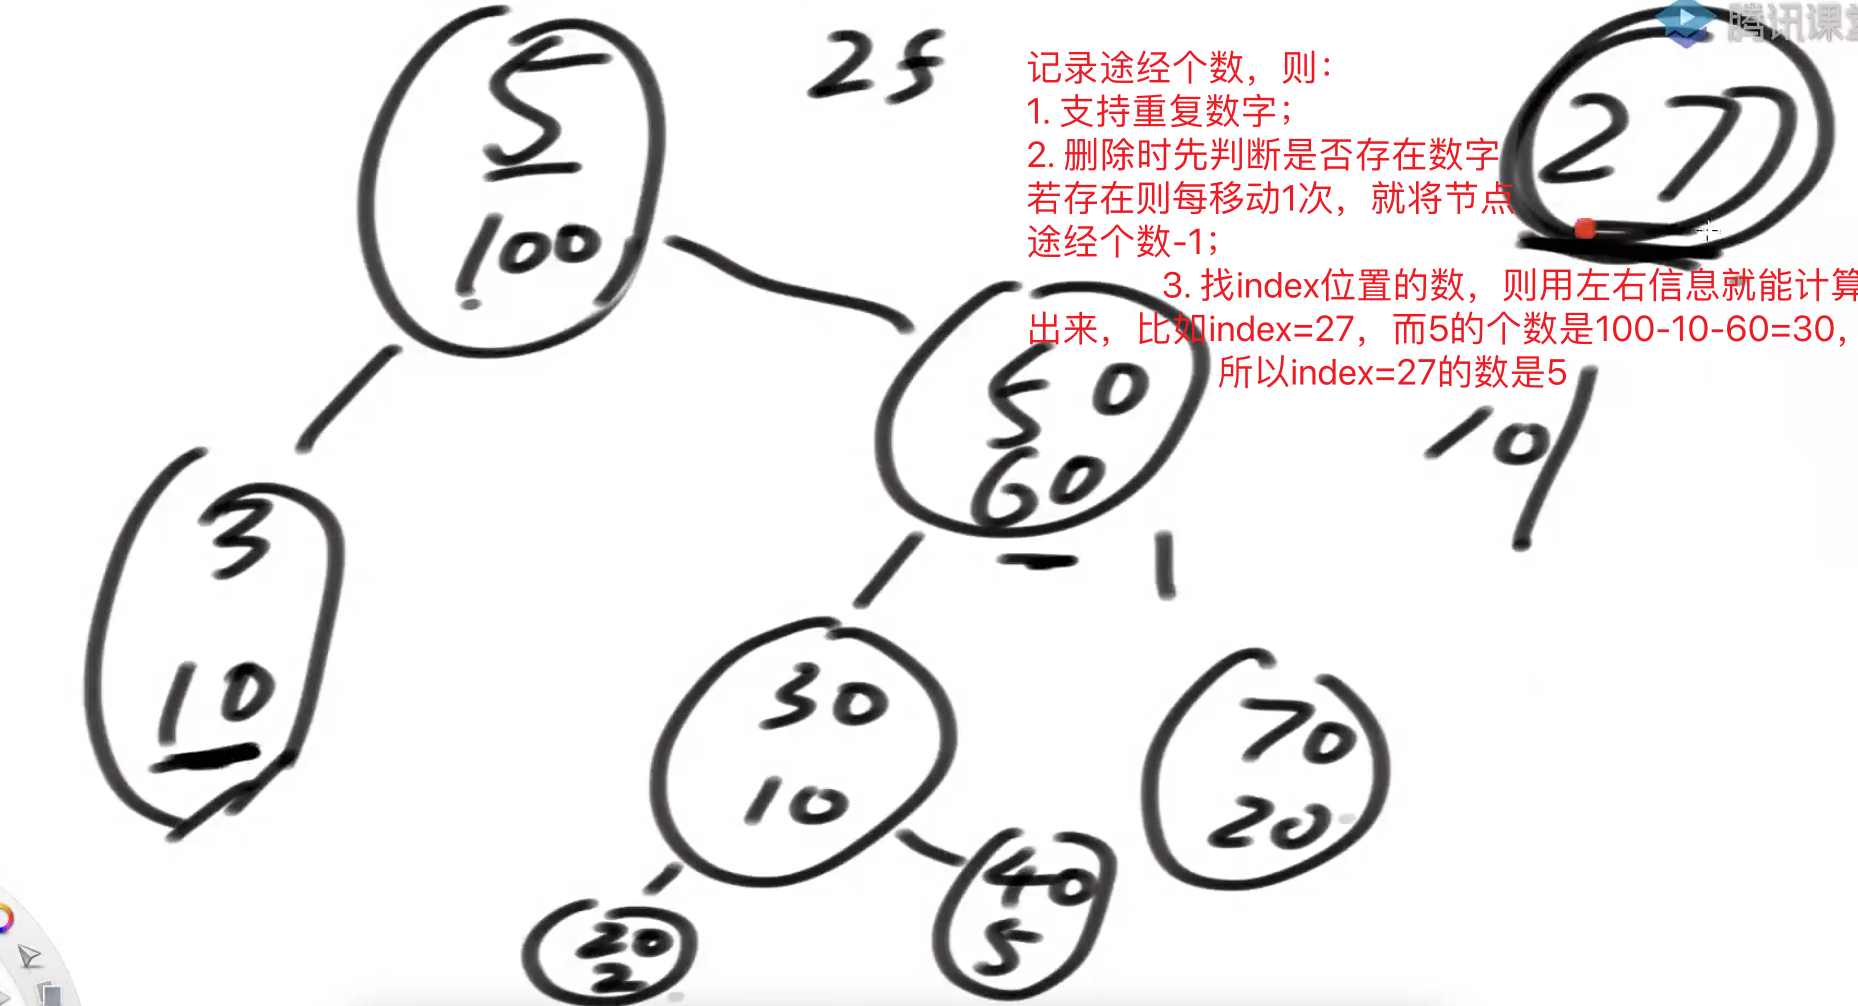 腾讯课堂
5
100
25
27
记录途经个数，则：
1. 支持重复数字；
2. 删除时先判断是否存在数字
若存在则每移动1次，就将节点
途经个数-1；
3. 找index位置的数，则用左右信息就能计算
出来，比如index=27，而5的个数是100-10-60=30，
所以index=27的数是5
50
60
10
3
10
30
10
70
20
40
5
20
2